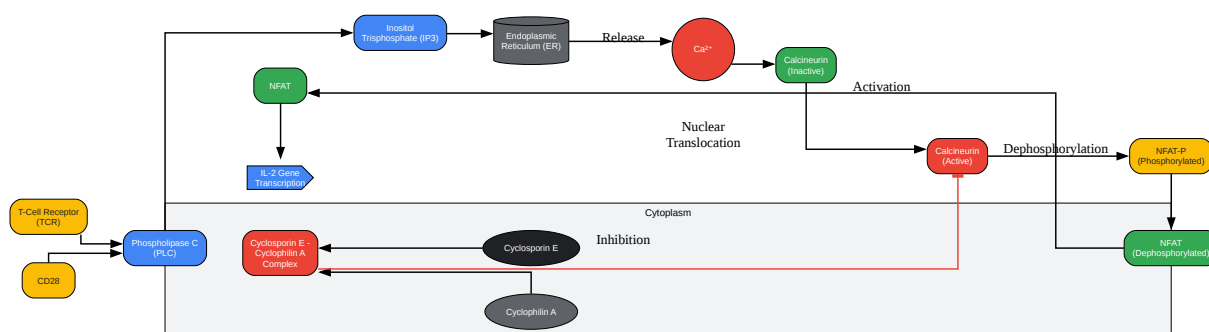 Inositol
Trisphosphate (IP3)
Endoplasmic
Reticulum (ER)
Release
Ca²⁺
Calcineurin
(Inactive)
NFAT
Activation
Nuclear
Translocation
Calcineurin
(Active)
Dephosphorylation
NFAT-P
(Phosphorylated)
IL-2 Gene
Transcription
T-Cell Receptor
(TCR)
Cytoplasm
Phospholipase C
(PLC)
Cyclosporin E -
Cyclophilin A
Complex
Cyclosporin E
Inhibition
NFAT
(Dephosphorylated)
CD28
Cyclophilin A